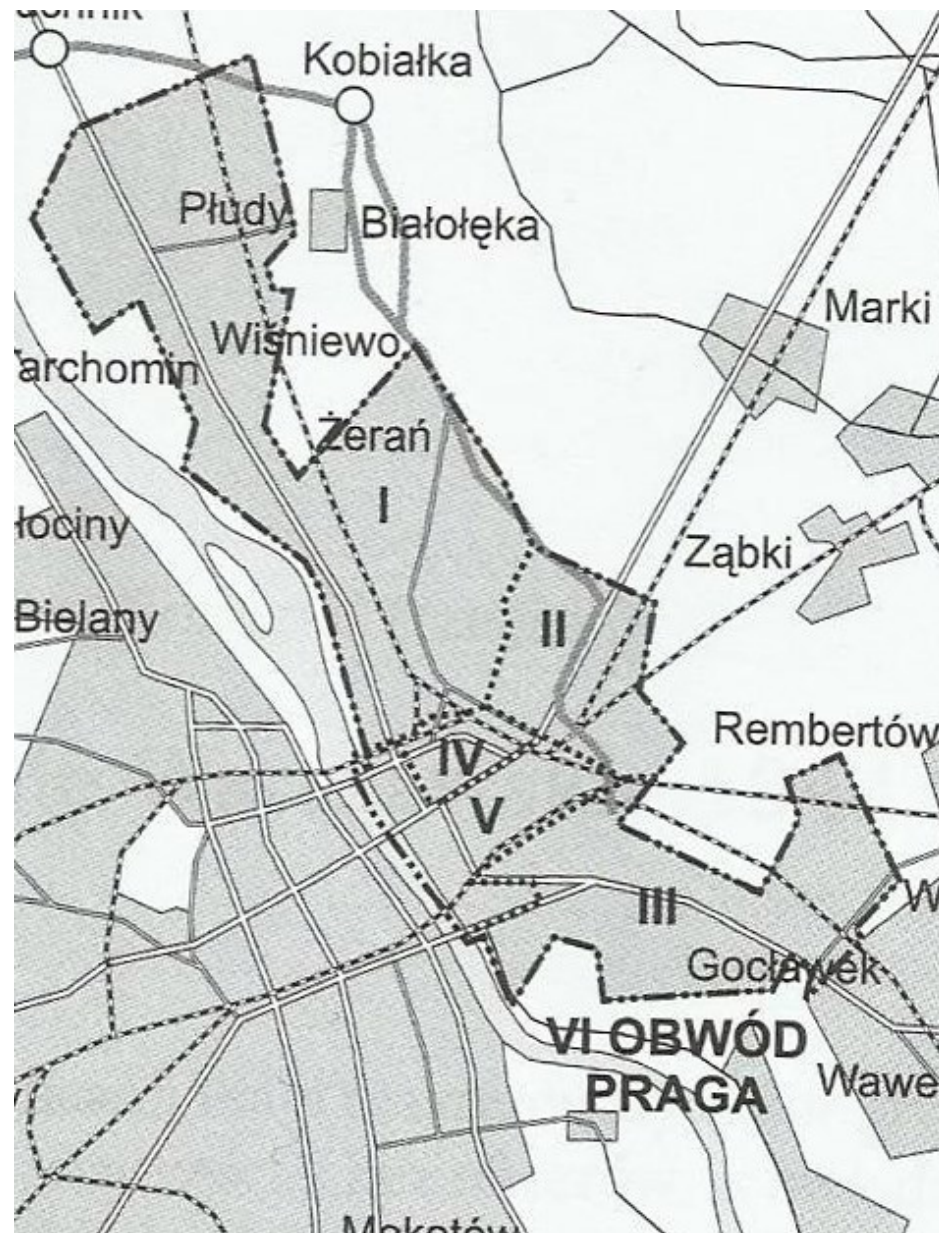 Kobiałka
Płudy
Białołęka
Marki
Wiśniewo
archomin
Żerań
I
łociny
Ząbki
Bielany
II
Rembertów
IV
V
III
W
Gocławek
VI OBWÓD
PRAGA
Wawe